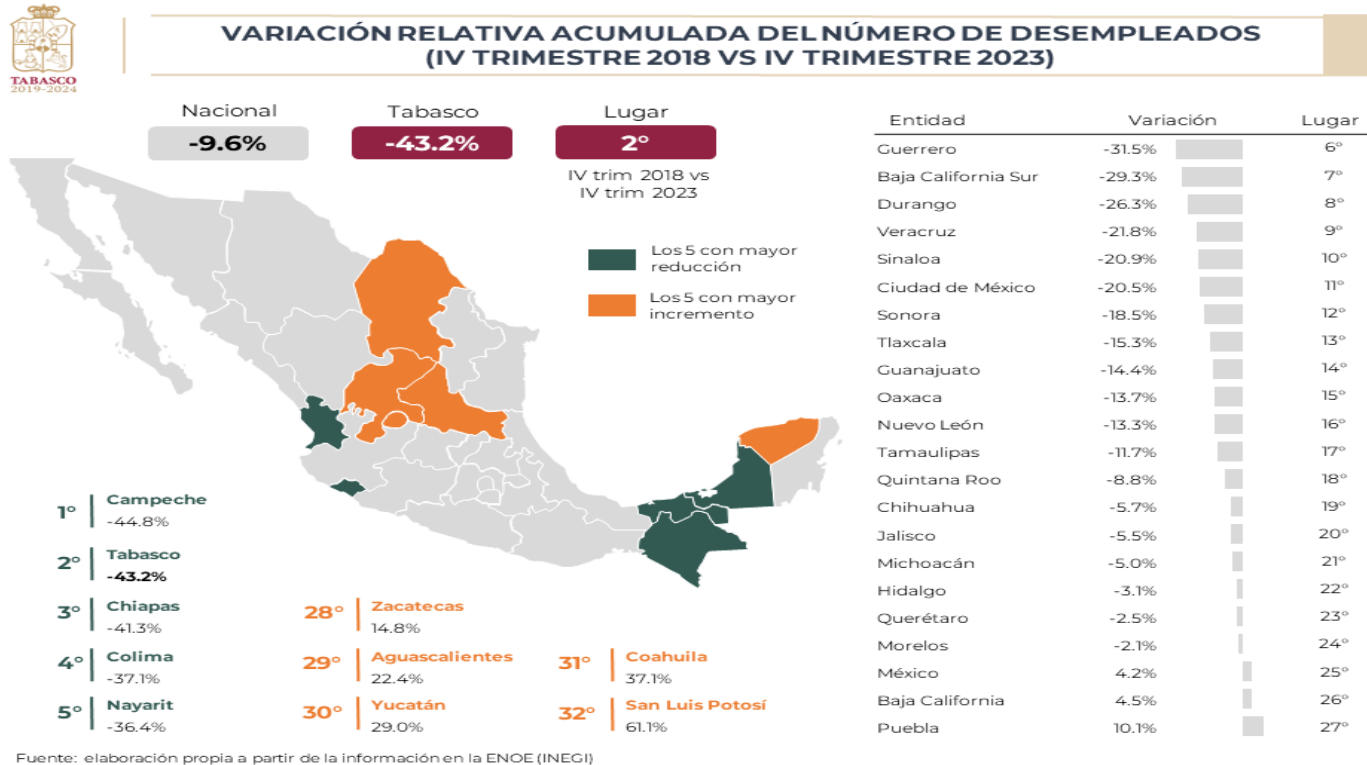 TABASCO
2019-2024
VARIACIÓN RELATIVA ACUMULADA DEL NÚMERO DE DESEMPLEADOS
(IV TRIMESTRE 2018 VS IV TRIMESTRE 2023)
Nacional
-9.6%
Tabasco
-43.2%
Lugar
2°
IV trim 2018 vs
IV trim 2023
Los 5 con mayor
reducción
Los 5 con mayor
incremento
1° Campeche
-44.8%
2° Tabasco
-43.2%
3° Chiapas
-41.3%
4° Colima
-37.1%
5° Nayarit
-36.4%
28° Zacatecas
14.8%
29° Aguascalientes
22.4%
30° Yucatán
29.0%
31° Coahuila
37.1%
32° San Luis Potosí
61.1%
Entidad Variación Lugar
Guerrero -31.5% 6°
Baja California Sur -29.3% 7°
Durango -26.3% 8°
Veracruz -21.8% 9°
Sinaloa -20.9% 10°
Ciudad de México -20.5% 11°
Sonora -18.5% 12°
Tlaxcala -15.3% 13°
Guanajuato -14.4% 14°
Oaxaca -13.7% 15°
Nuevo León -13.3% 16°
Tamaulipas -11.7% 17°
Quintana Roo -8.8% 18°
Chihuahua -5.7% 19°
Jalisco -5.5% 20°
Michoacán -5.0% 21°
Hidalgo -3.1% 22°
Querétaro -2.5% 23°
Morelos -2.1% 24°
México 4.2% 25°
Baja California 4.5% 26°
Puebla 10.1% 27°
Fuente: elaboración propia a partir de la información en la ENOE (INEGI)